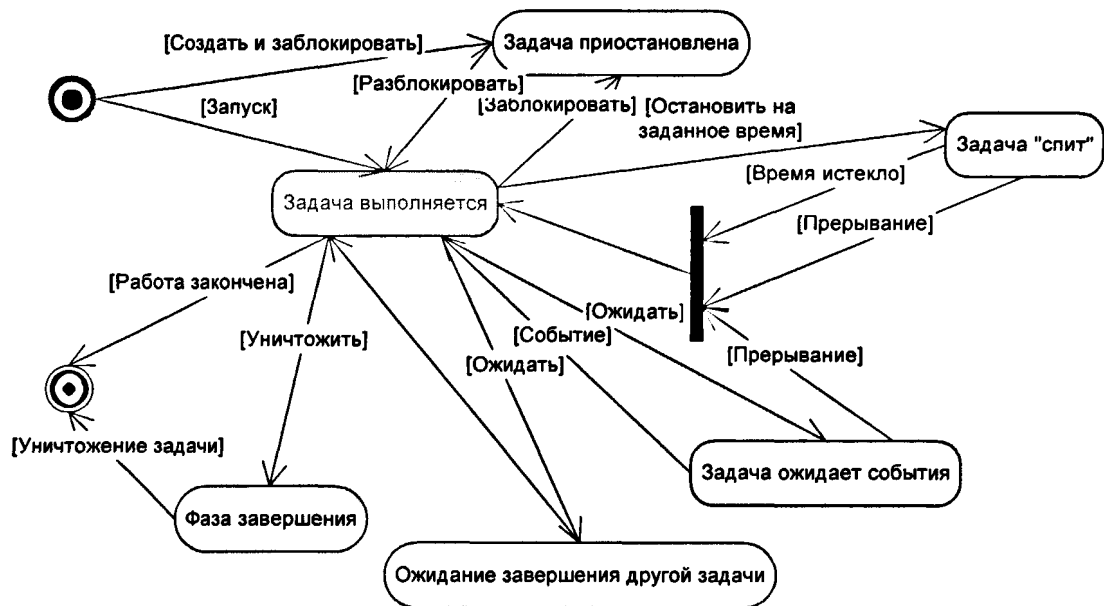 [Создать и заблокировать]
Задача приостановлена
[Разблокировать]
[Запуск]
[Заблокировать]
[Остановить на
заданное время]
Задача "спит"
[Время истекло]
Задача выполняется
[Прерывание]
[Работа закончена]
[Ожидать]
[Событие]
[Уничтожить]
[Прерывание]
[Ожидать]
[Уничтожение задачи]
Задача ожидает события
Фаза завершения
Ожидание завершения другой задачи